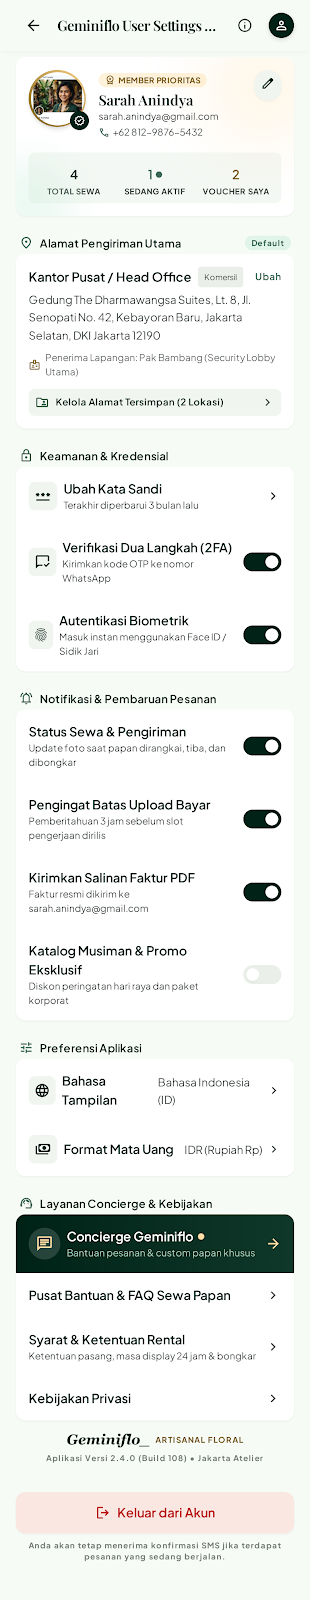 Geminiflo User Settings ...
MEMBER PRIORITAS
Sarah Anindya
sarah.anindya@gmail.com
+62 812-9876-5432
4
TOTAL SEWA
1
SEDANG AKTIF
2
VOUCHER SAYA
Alamat Pengiriman Utama
Default
Kantor Pusat / Head Office
Komersil
Ubah
Gedung The Dharmawangsa Suites, Lt. 8, Jl.
Senopati No. 42, Kebayoran Baru, Jakarta
Selatan, DKI Jakarta 12190
Penerima Lapangan: Pak Bambang (Security Lobby
Utama)
Kelola Alamat Tersimpan (2 Lokasi)
Keamanan & Kredensial
Ubah Kata Sandi
Terakhir diperbarui 3 bulan lalu
Verifikasi Dua Langkah (2FA)
Kirimkan kode OTP ke nomor
WhatsApp
Autentikasi Biometrik
Masuk instan menggunakan Face ID /
Sidik Jari
Notifikasi & Pembaruan Pesanan
Status Sewa & Pengiriman
Update foto saat papan dirangkai, tiba, dan
dibongkar
Pengingat Batas Upload Bayar
Pemberitahuan 3 jam sebelum slot
pengerjaan dirilis
Kirimkan Salinan Faktur PDF
Faktur resmi dikirim ke
sarah.anindya@gmail.com
Katalog Musiman & Promo
Eksklusif
Diskon peringatan hari raya dan paket
korporat
Preferensi Aplikasi
Bahasa
Tampilan
Bahasa Indonesia
(ID)
Format Mata Uang
IDR (Rupiah Rp)
Layanan Concierge & Kebijakan
Concierge Geminiflo
Bantuan pesanan & custom papan khusus
Pusat Bantuan & FAQ Sewa Papan
Syarat & Ketentuan Rental
Ketentuan pasang, masa display 24 jam & bongkar
Kebijakan Privasi
Geminiflo_ ARTISANAL FLORAL
Aplikasi Versi 2.4.0 (Build 108) • Jakarta Atelier
Keluar dari Akun
Anda akan tetap menerima konfirmasi SMS jika terdapat
pesanan yang sedang berjalan.